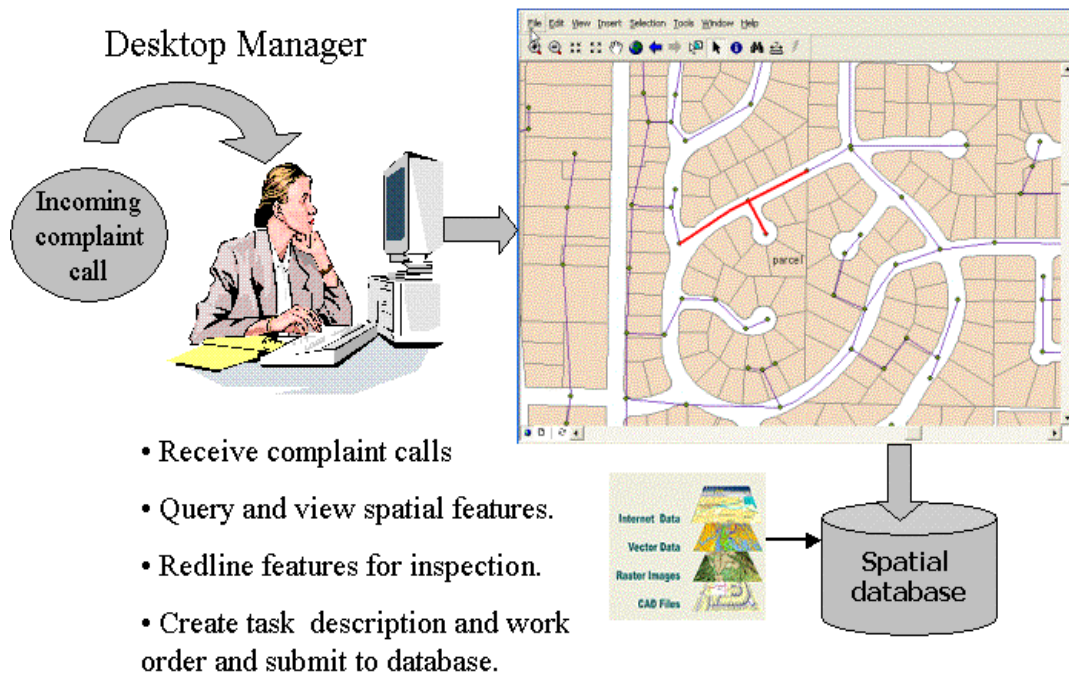 Desktop Manager
Incoming
complaint
call
File Edit View Insert Selection Tools Window Help
parcel
• Receive complaint calls
• Query and view spatial features.
• Redline features for inspection.
• Create task description and work
order and submit to database.
Internet Data
Vector Data
Raster Images
CAD Files
Spatial
database